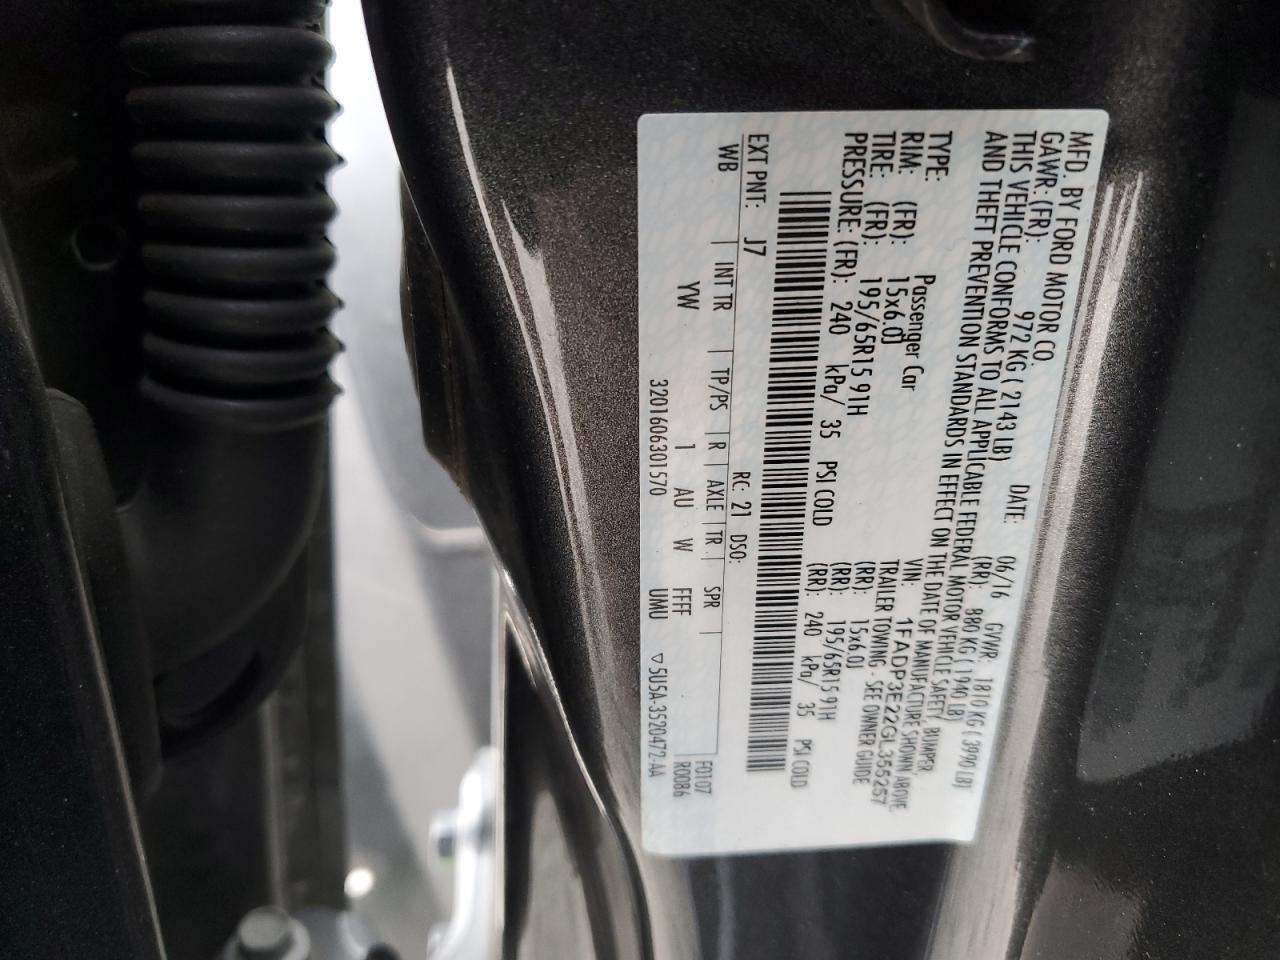 MFD. BY FORD MOTOR CO.
DATE: 06/16 GVWR: 1810 KG ( 3990 LB)
GAWR: (FR): 972 KG ( 2143 LB) (RR): 880 KG ( 1940 LB)
THIS VEHICLE CONFORMS TO ALL APPLICABLE FEDERAL MOTOR VEHICLE SAFETY, BUMPER
AND THEFT PREVENTION STANDARDS IN EFFECT ON THE DATE OF MANUFACTURE SHOWN ABOVE
VIN: 1FADP3E22GL355257
TYPE: Passenger Car TRAILER TOWING - SEE OWNER GUIDE
RIM: (FR): 15x6.0J (RR): 15x6.0J
TIRE: (FR): 195/65R15 91H (RR): 195/65R15 91H
PRESSURE: (FR): 240 kPa/ 35 PSI COLD (RR): 240 kPa/ 35 PSI COLD
EXT PNT: J7 RC: 21 DSO: F0107
WB INT TR TP/PS R AXLE TR SPR R0086
YW 1 AU W FFFF
3201606301570 UMU ▽5U5A-3520472-AA